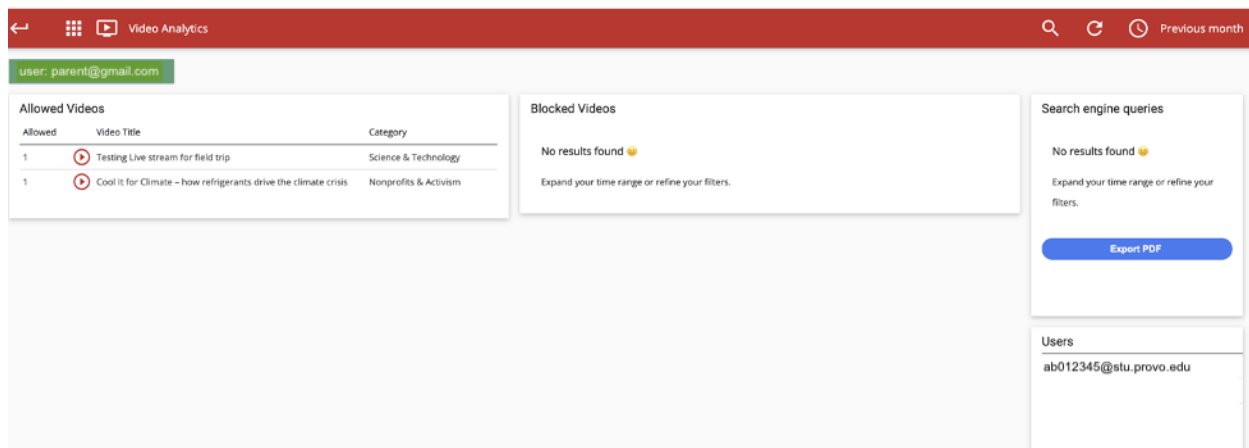 Video Analytics
Previous month
user: parent@gmail.com
Allowed Videos
Allowed Video Title Category
1 Testing Live stream for field trip Science & Technology
1 Cool It for Climate – how refrigerants drive the climate crisis Nonprofits & Activism
Blocked Videos
No results found
Expand your time range or refine your filters.
Search engine queries
No results found
Expand your time range or refine your
filters.
Export PDF
Users
ab012345@stu.provo.edu